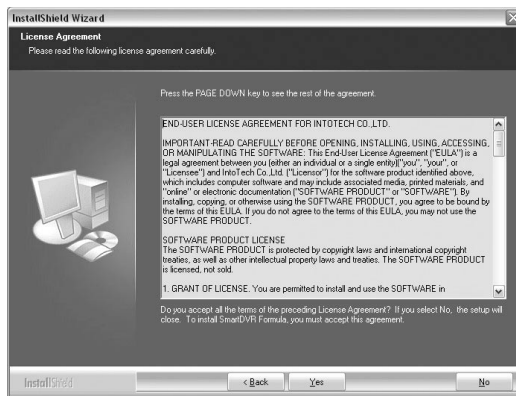 InstallShield Wizard
License Agreement
Please read the following license agreement carefully.
Press the PAGE DOWN key to see the rest of the agreement.
END-USER LICENSE AGREEMENT FOR INTOTECH CO.,LTD.
IMPORTANT-READ CAREFULLY BEFORE OPENING, INSTALLING, USING, ACCESSING,
OR MANIPULATING THE SOFTWARE: This End-User License Agreement ("EULA") is a
legal agreement between you (either an individual or a single entity)("you", "your", or
"Licensee") and IntoTech Co.,Ltd. ("Licensor") for the software product identified above,
which includes computer software and may include associated media, printed materials, and
"online" or electronic documentation ("SOFTWARE PRODUCT" or "SOFTWARE"). By
installing, copying, or otherwise using the SOFTWARE PRODUCT, you agree to be bound by
the terms of this EULA. If you do not agree to the terms of this EULA, you may not use the
SOFTWARE PRODUCT.
SOFTWARE PRODUCT LICENSE
The SOFTWARE PRODUCT is protected by copyright laws and international copyright
treaties, as well as other intellectual property laws and treaties. The SOFTWARE PRODUCT
is licensed, not sold.
1. GRANT OF LICENSE. You are permitted to install and use the SOFTWARE in
Do you accept all the terms of the preceding License Agreement? If you select No, the setup will
close. To install SmartDVR Formula, you must accept this agreement.
InstallShield
< Back
Yes
No